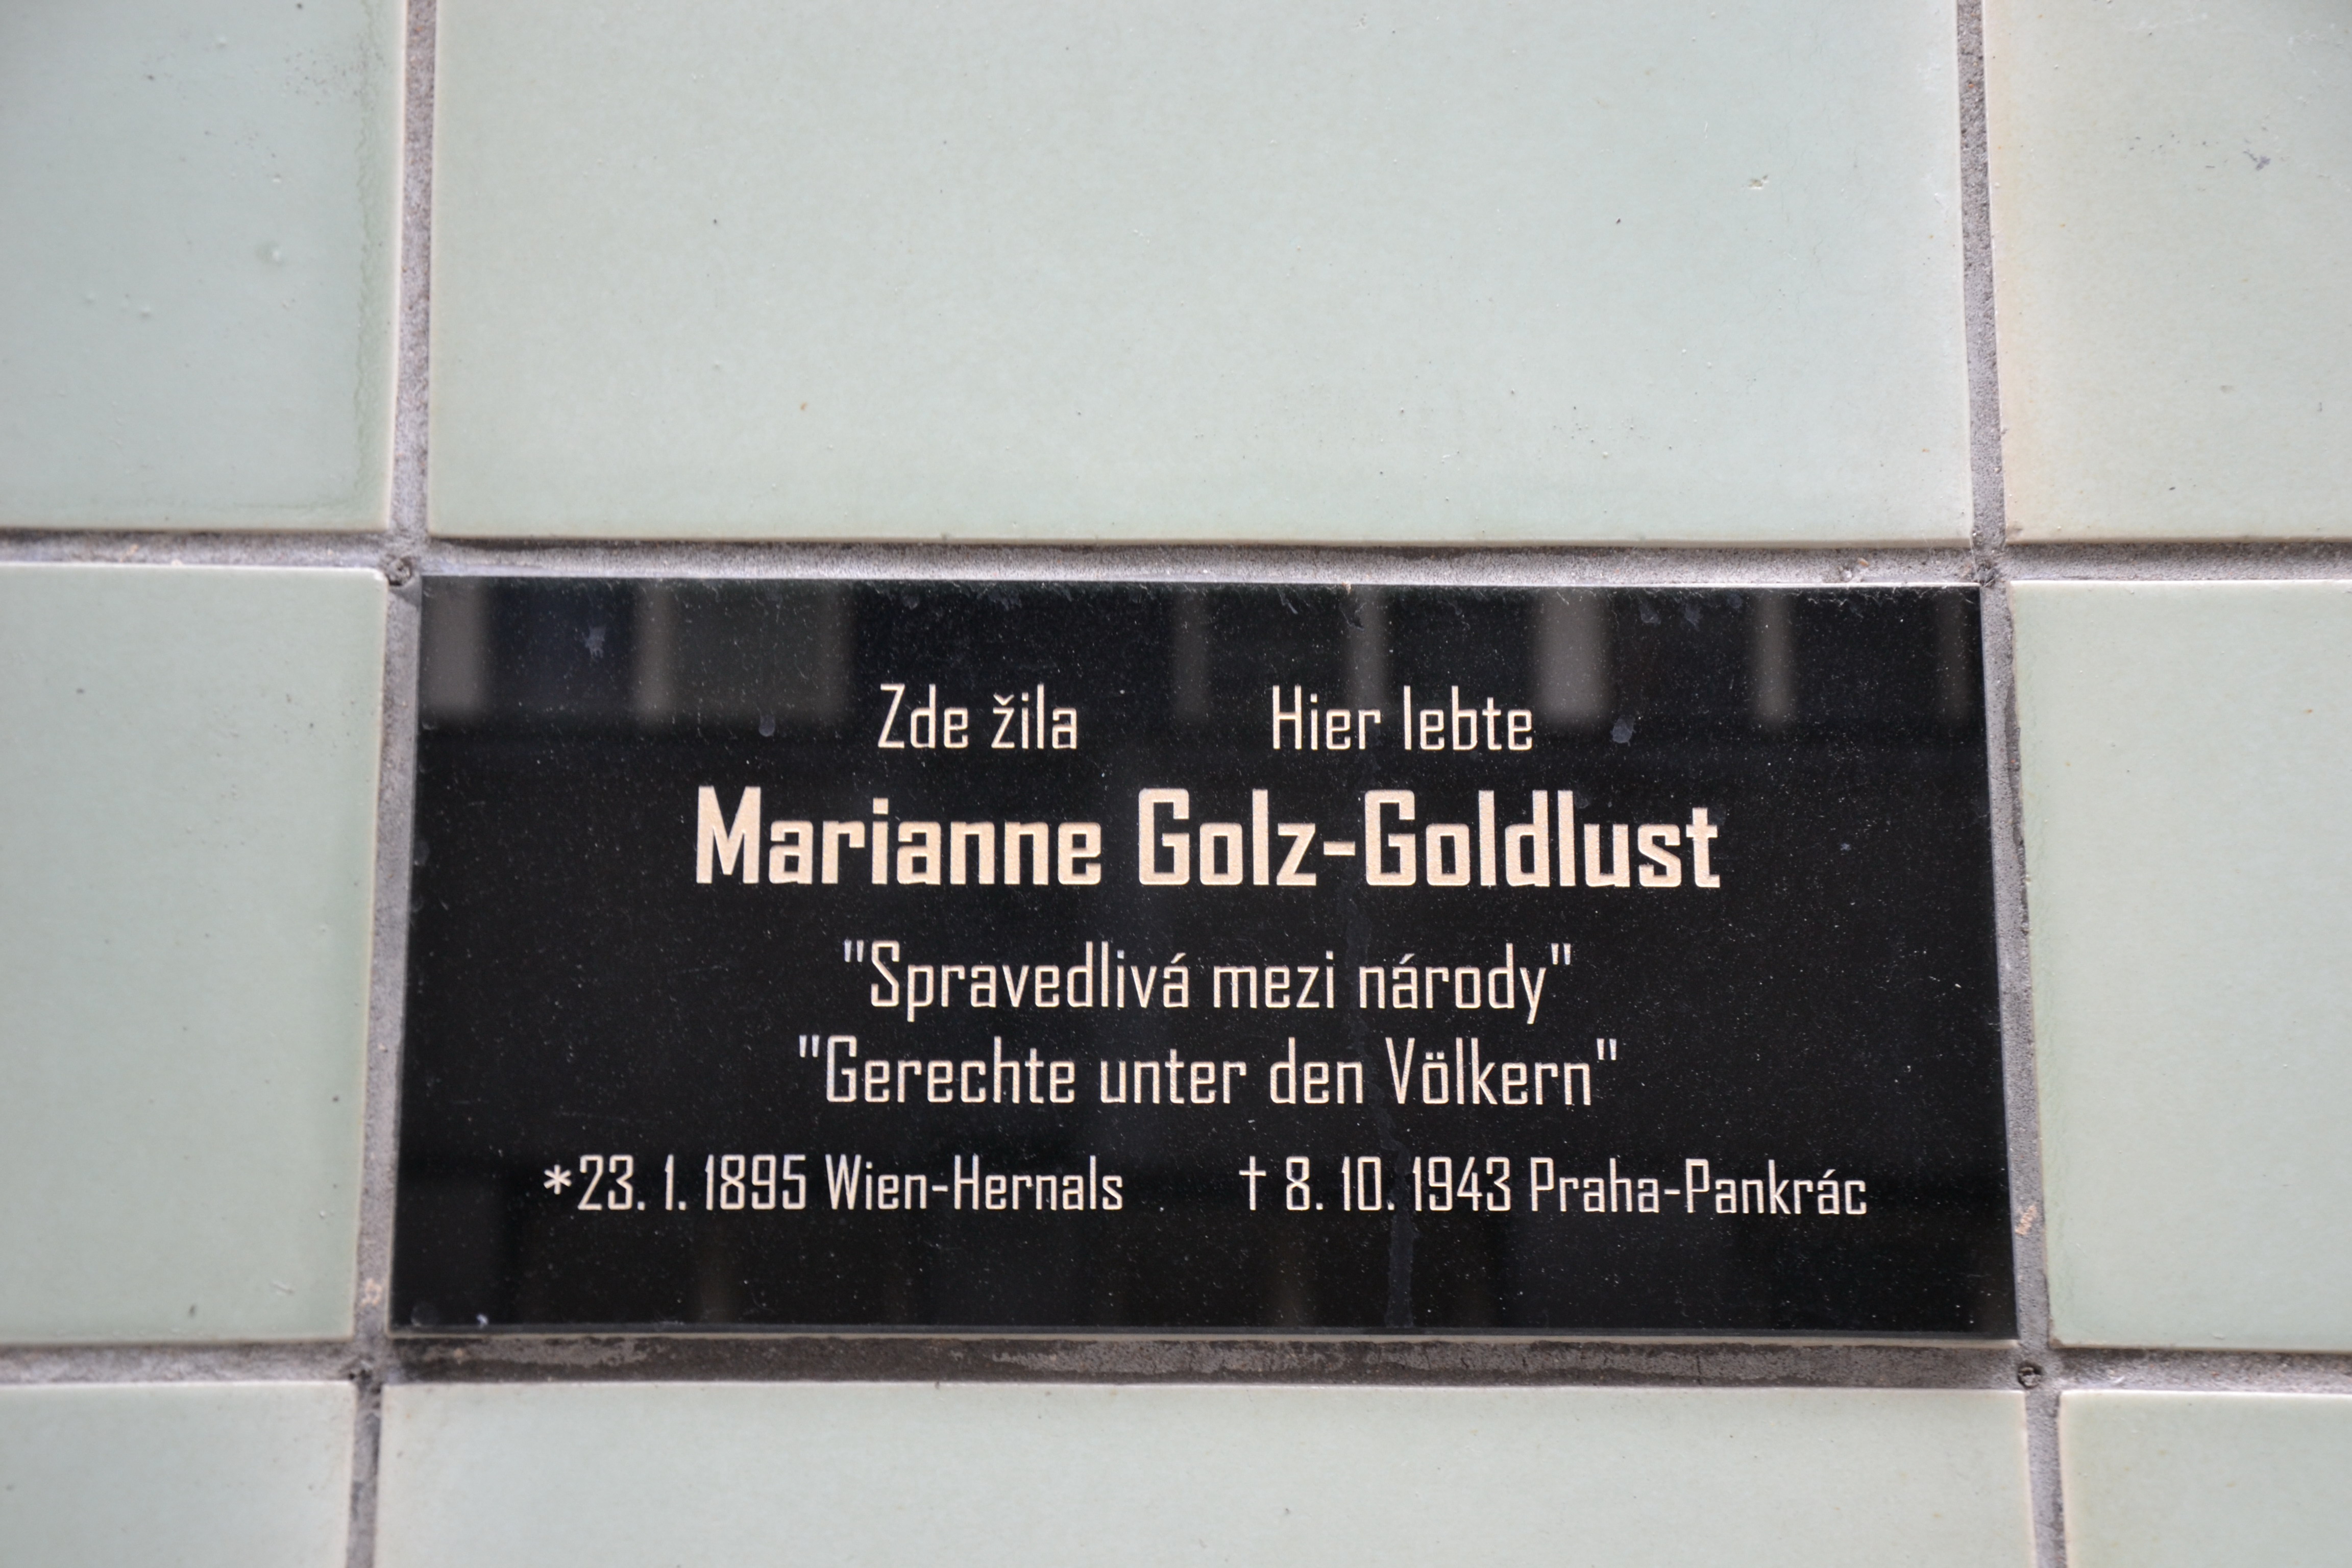 Zde žila Hier lebte
Marianne Golz-Goldlust
"Spravedlivá mezi národy"
"Gerechte unter den Völkern"
*23. 1. 1895 Wien-Hernals † 8. 10. 1943 Praha-Pankrác